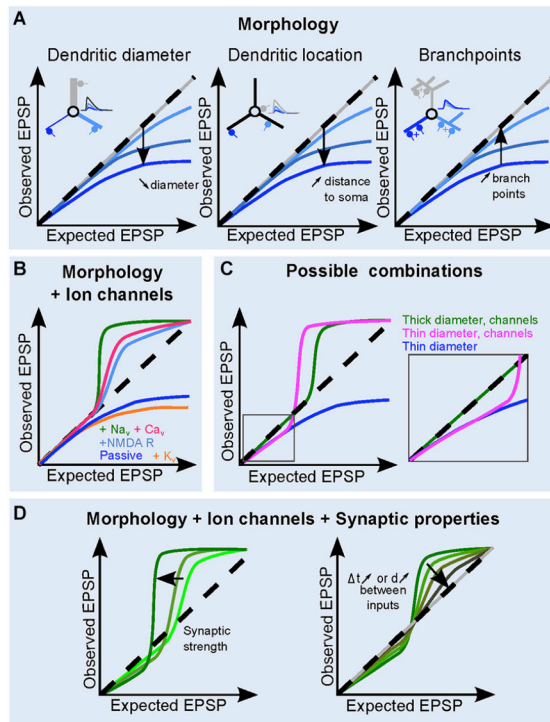 A
Morphology
Dendritic diameter
Dendritic location
Branchpoints
Observed EPSP
Expected EPSP
↘ diameter
Observed EPSP
Expected EPSP
↗ distance
to soma
Observed EPSP
Expected EPSP
↗ branch
points
B
Morphology
+ Ion channels
Observed EPSP
Expected EPSP
+ Nav + Cav
+NMDA R
Passive + Kv
C
Possible combinations
Observed EPSP
Expected EPSP
Thick diameter, channels
Thin diameter, channels
Thin diameter
D
Morphology + Ion channels + Synaptic properties
Observed EPSP
Expected EPSP
Synaptic
strength
Observed EPSP
Expected EPSP
Δt↗ or d↗
between
inputs